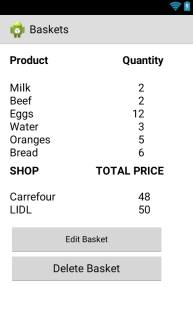 Baskets
Product Quantity
Milk 2
Beef 2
Eggs 12
Water 3
Oranges 5
Bread 6
SHOP TOTAL PRICE
Carrefour 48
LIDL 50
Edit Basket
Delete Basket